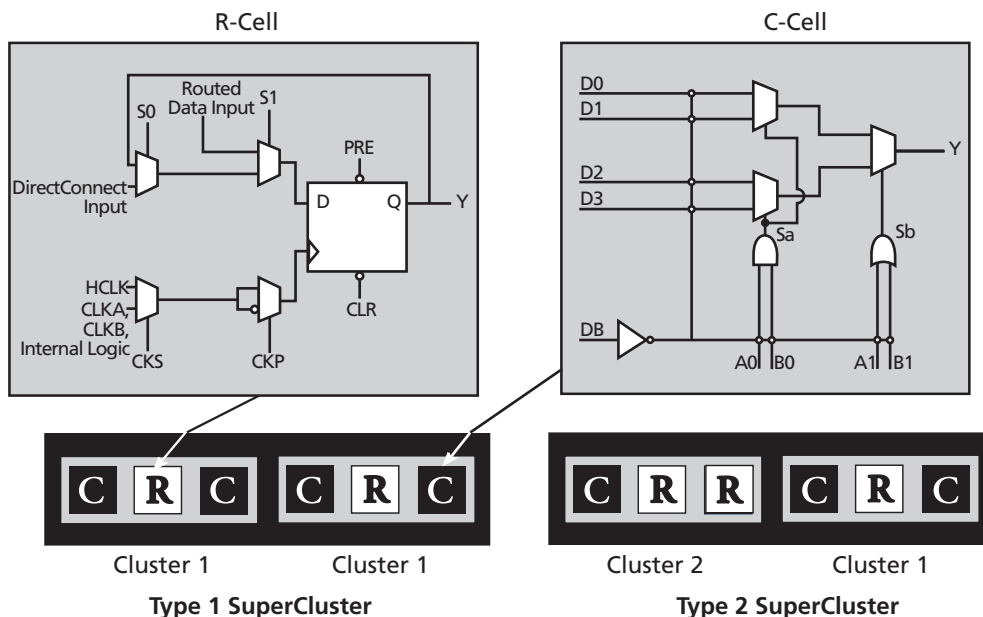 R-Cell
S0
Routed
Data Input
S1
PRE
DirectConnect
Input
D
Q
Y
HCLK
CLKA,
CLKB,
Internal Logic
CKS
CKP
CLR
C-Cell
D0
D1
D2
D3
Sa
Sb
Y
DB
A0
B0
A1
B1
C R C
C R C
Cluster 1
Cluster 1
Type 1 SuperCluster
C R R
C R C
Cluster 2
Cluster 1
Type 2 SuperCluster